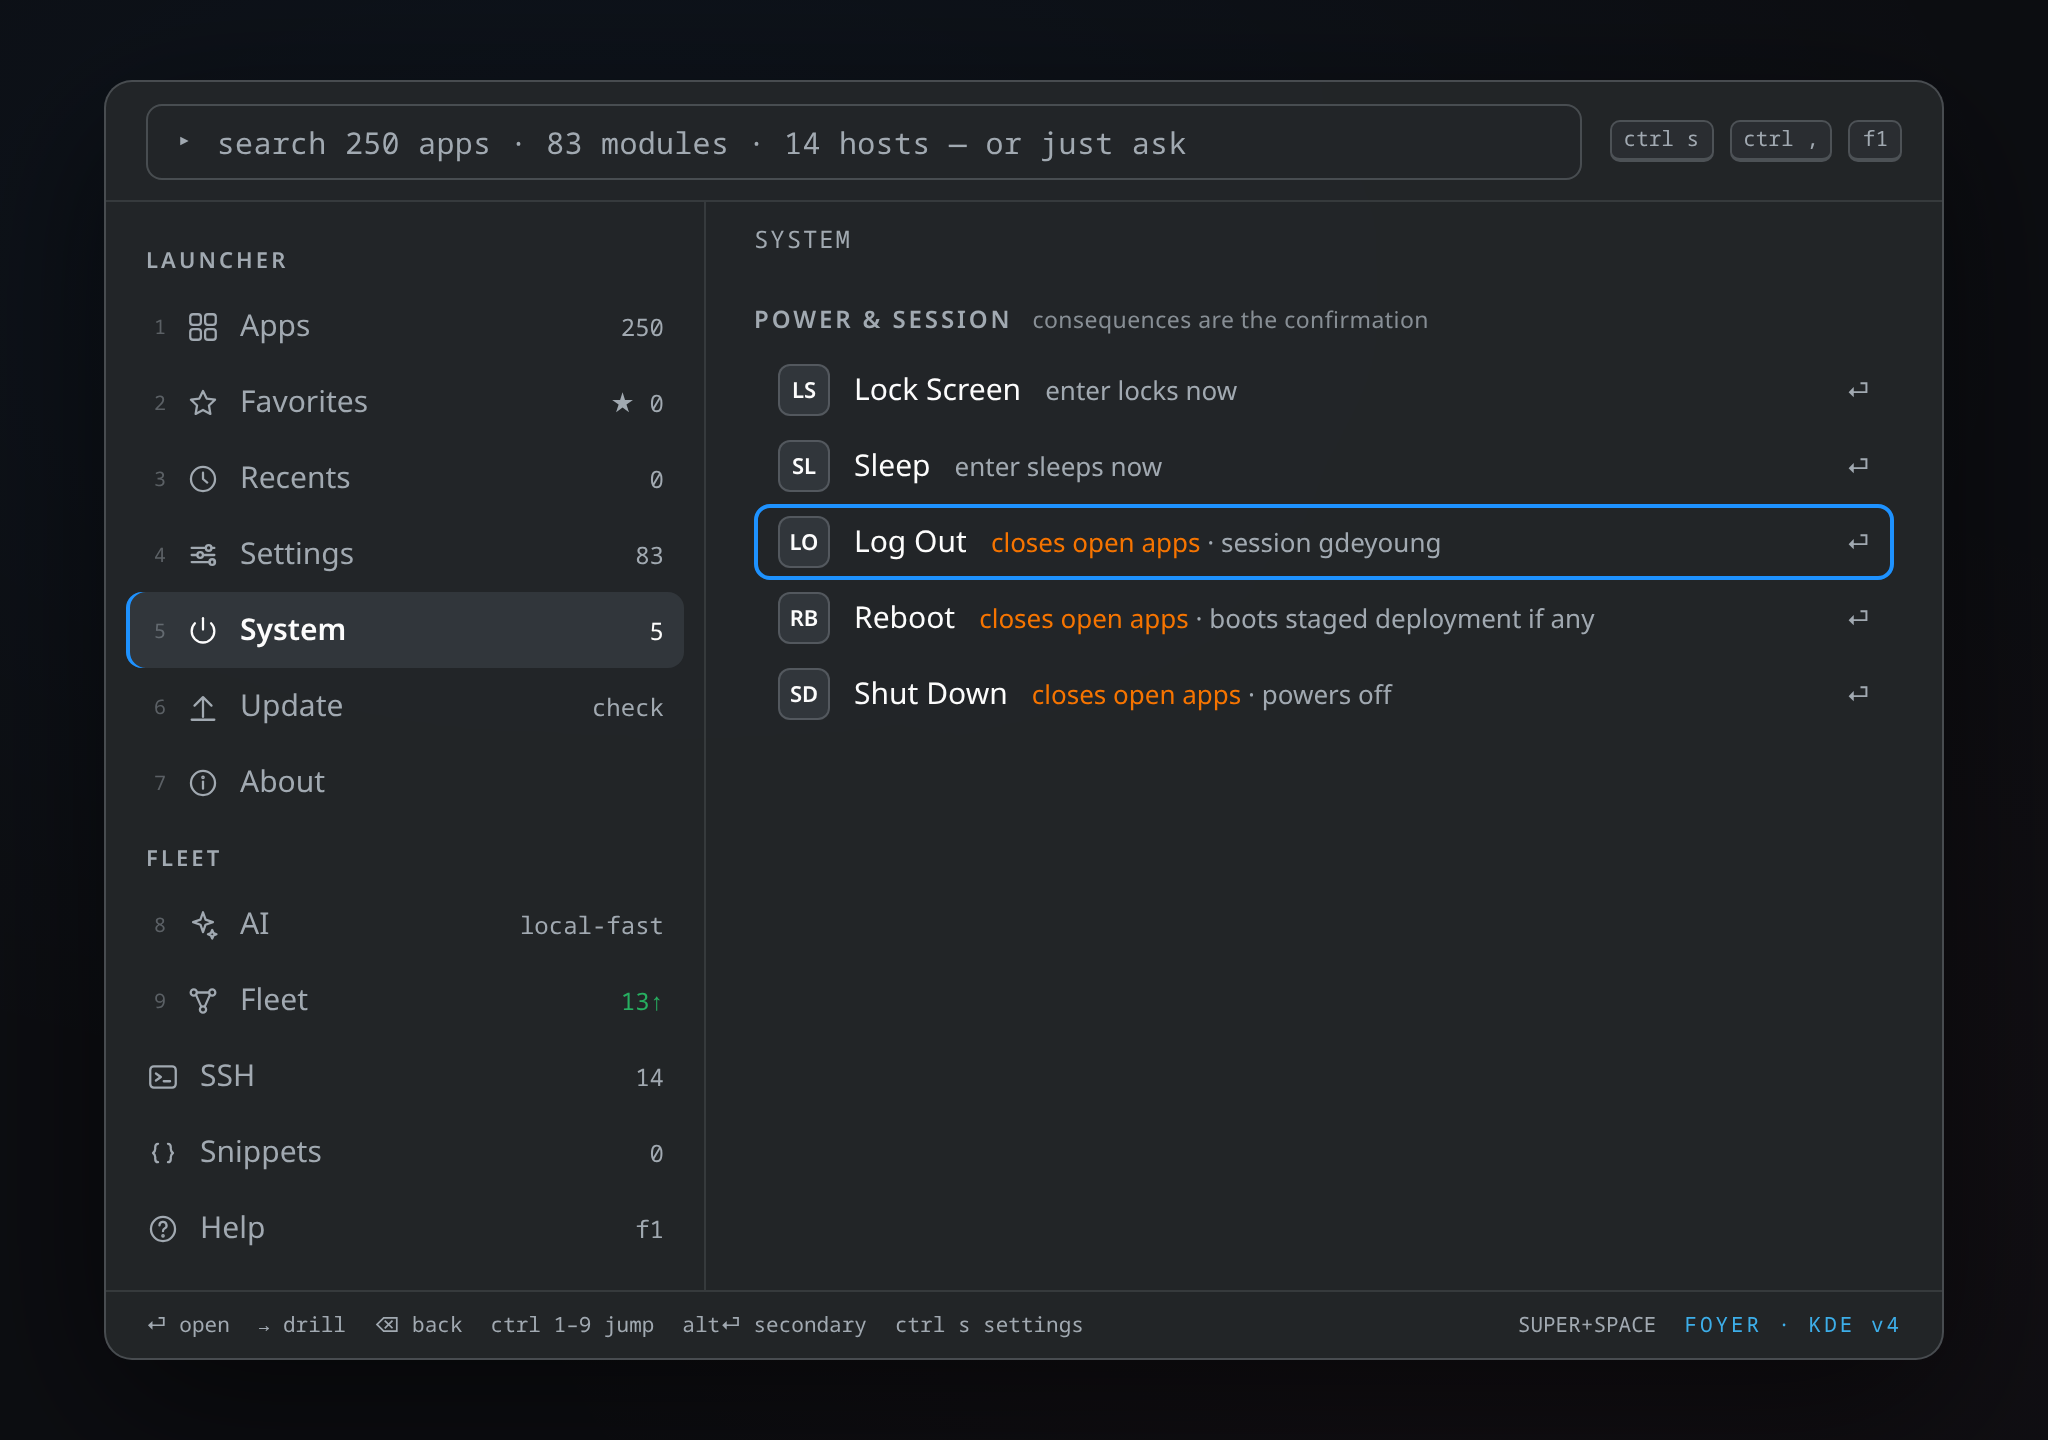 ‣ search 250 apps · 83 modules · 14 hosts — or just ask
ctrl s
ctrl ,
f1
LAUNCHER
1 Apps 250
2 Favorites ★ 0
3 Recents 0
4 Settings 83
5 System 5
6 Update check
7 About
FLEET
8 AI local-fast
9 Fleet 13↑
SSH 14
Snippets 0
Help f1
SYSTEM
POWER & SESSION consequences are the confirmation
LS Lock Screen enter locks now ⏎
SL Sleep enter sleeps now ⏎
LO Log Out closes open apps · session gdeyoung ⏎
RB Reboot closes open apps · boots staged deployment if any ⏎
SD Shut Down closes open apps · powers off ⏎
⏎ open → drill ⌫ back ctrl 1–9 jump alt⏎ secondary ctrl s settings
SUPER+SPACE FOYER · KDE v4